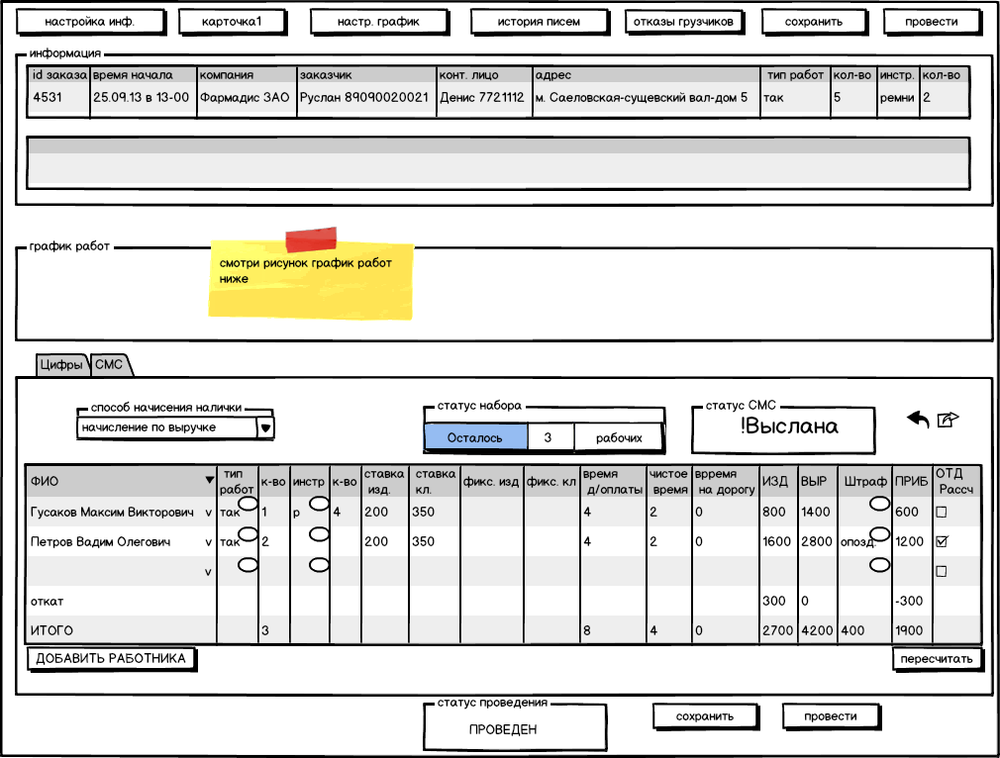 настройка инф. карточка1 настр. график история писем отказы грузчиков сохранить провести
информация
id заказа время начала компания заказчик конт. лицо адрес тип работ кол-во инстр. кол-во
4531 25.09.13 в 13-00 Фармадис ЗАО Руслан 89090020021 Денис 7721112 м. Саеловская-сущевский вал-дом 5 так 5 ремни 2
график работ
смотри рисунок график работ
ниже
Цифры СМС
способ начисения налички
начисление по выручке
статус набора
Осталось 3 рабочих
статус СМС
!Выслана
ФИО тип работ к-во инстр к-во ставка изд. ставка кл. фикс. изд фикс. кл время д/оплаты чистое время врремя на дорогу ИЗД ВЫР Штраф ПРИБ ОТД Рассч
Гусаков Максим Викторович v так 1 р 4 200 350 4 2 0 800 1400 600
Петров Вадим Олегович v так 2 200 350 4 2 0 1600 2800 опозд. 1200
v
откат 300 0 -300
ИТОГО 3 8 4 0 2700 4200 400 1900
ДОБАВИТЬ РАБОТНИКА пересчитать
статус проведения
ПРОВЕДЕН
сохранить провести